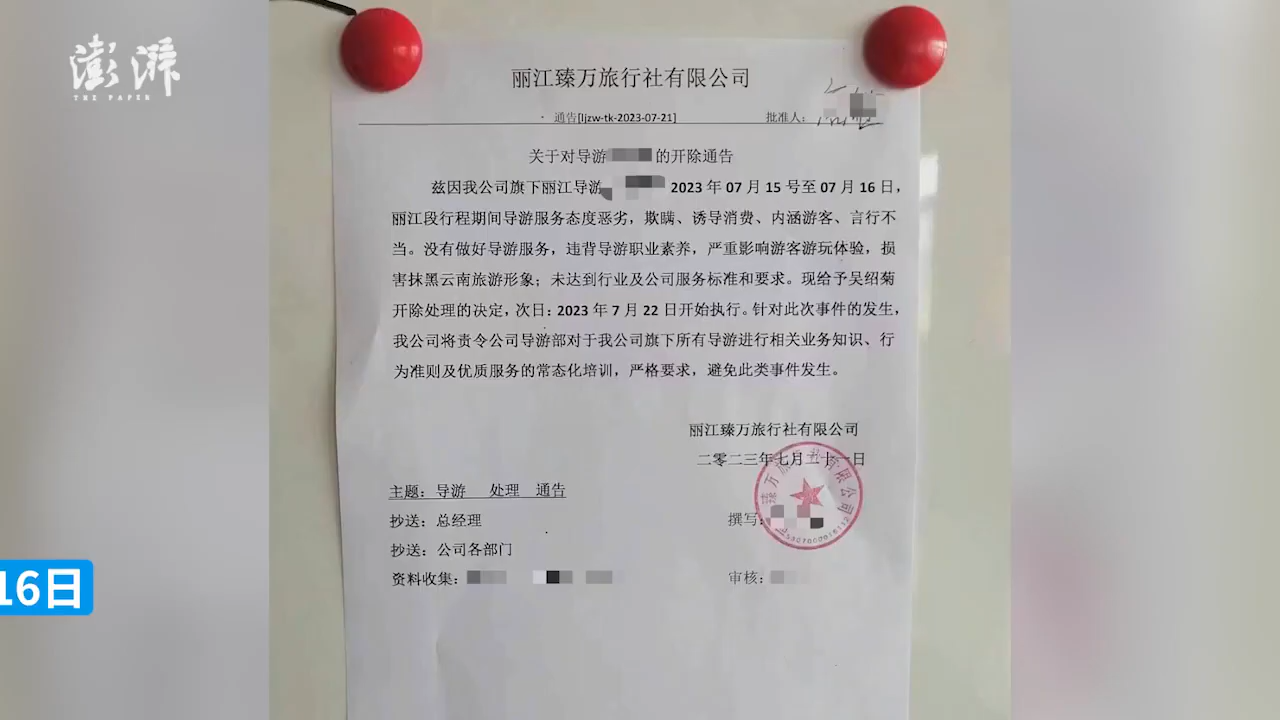 澎湃
THE PAPER
丽江臻万旅行社有限公司
通告[ljzw-tk-2023-07-21] 批准人：
关于对导游 的开除通告
兹因我公司旗下丽江导游 2023 年 07 月 15 号至 07 月 16 日，
丽江段行程期间导游服务态度恶劣，欺瞒、诱导消费、内涵游客、言行不
当。没有做好导游服务，违背导游职业素养，严重影响游客游玩体验，损
害抹黑云南旅游形象；未达到行业及公司服务标准和要求。现给予吴绍菊
开除处理的决定，次日：2023 年 7 月 22 日开始执行。针对此次事件的发生，
我公司将责令公司导游部对于我公司旗下所有导游进行相关业务知识、行
为准则及优质服务的常态化培训，严格要求，避免此类事件发生。
丽江臻万旅行社有限公司
二零二三年七月二十一日
主题：导游 处理 通告
抄送：总经理 撰写：
抄送：公司各部门
资料收集： 审核：
16日